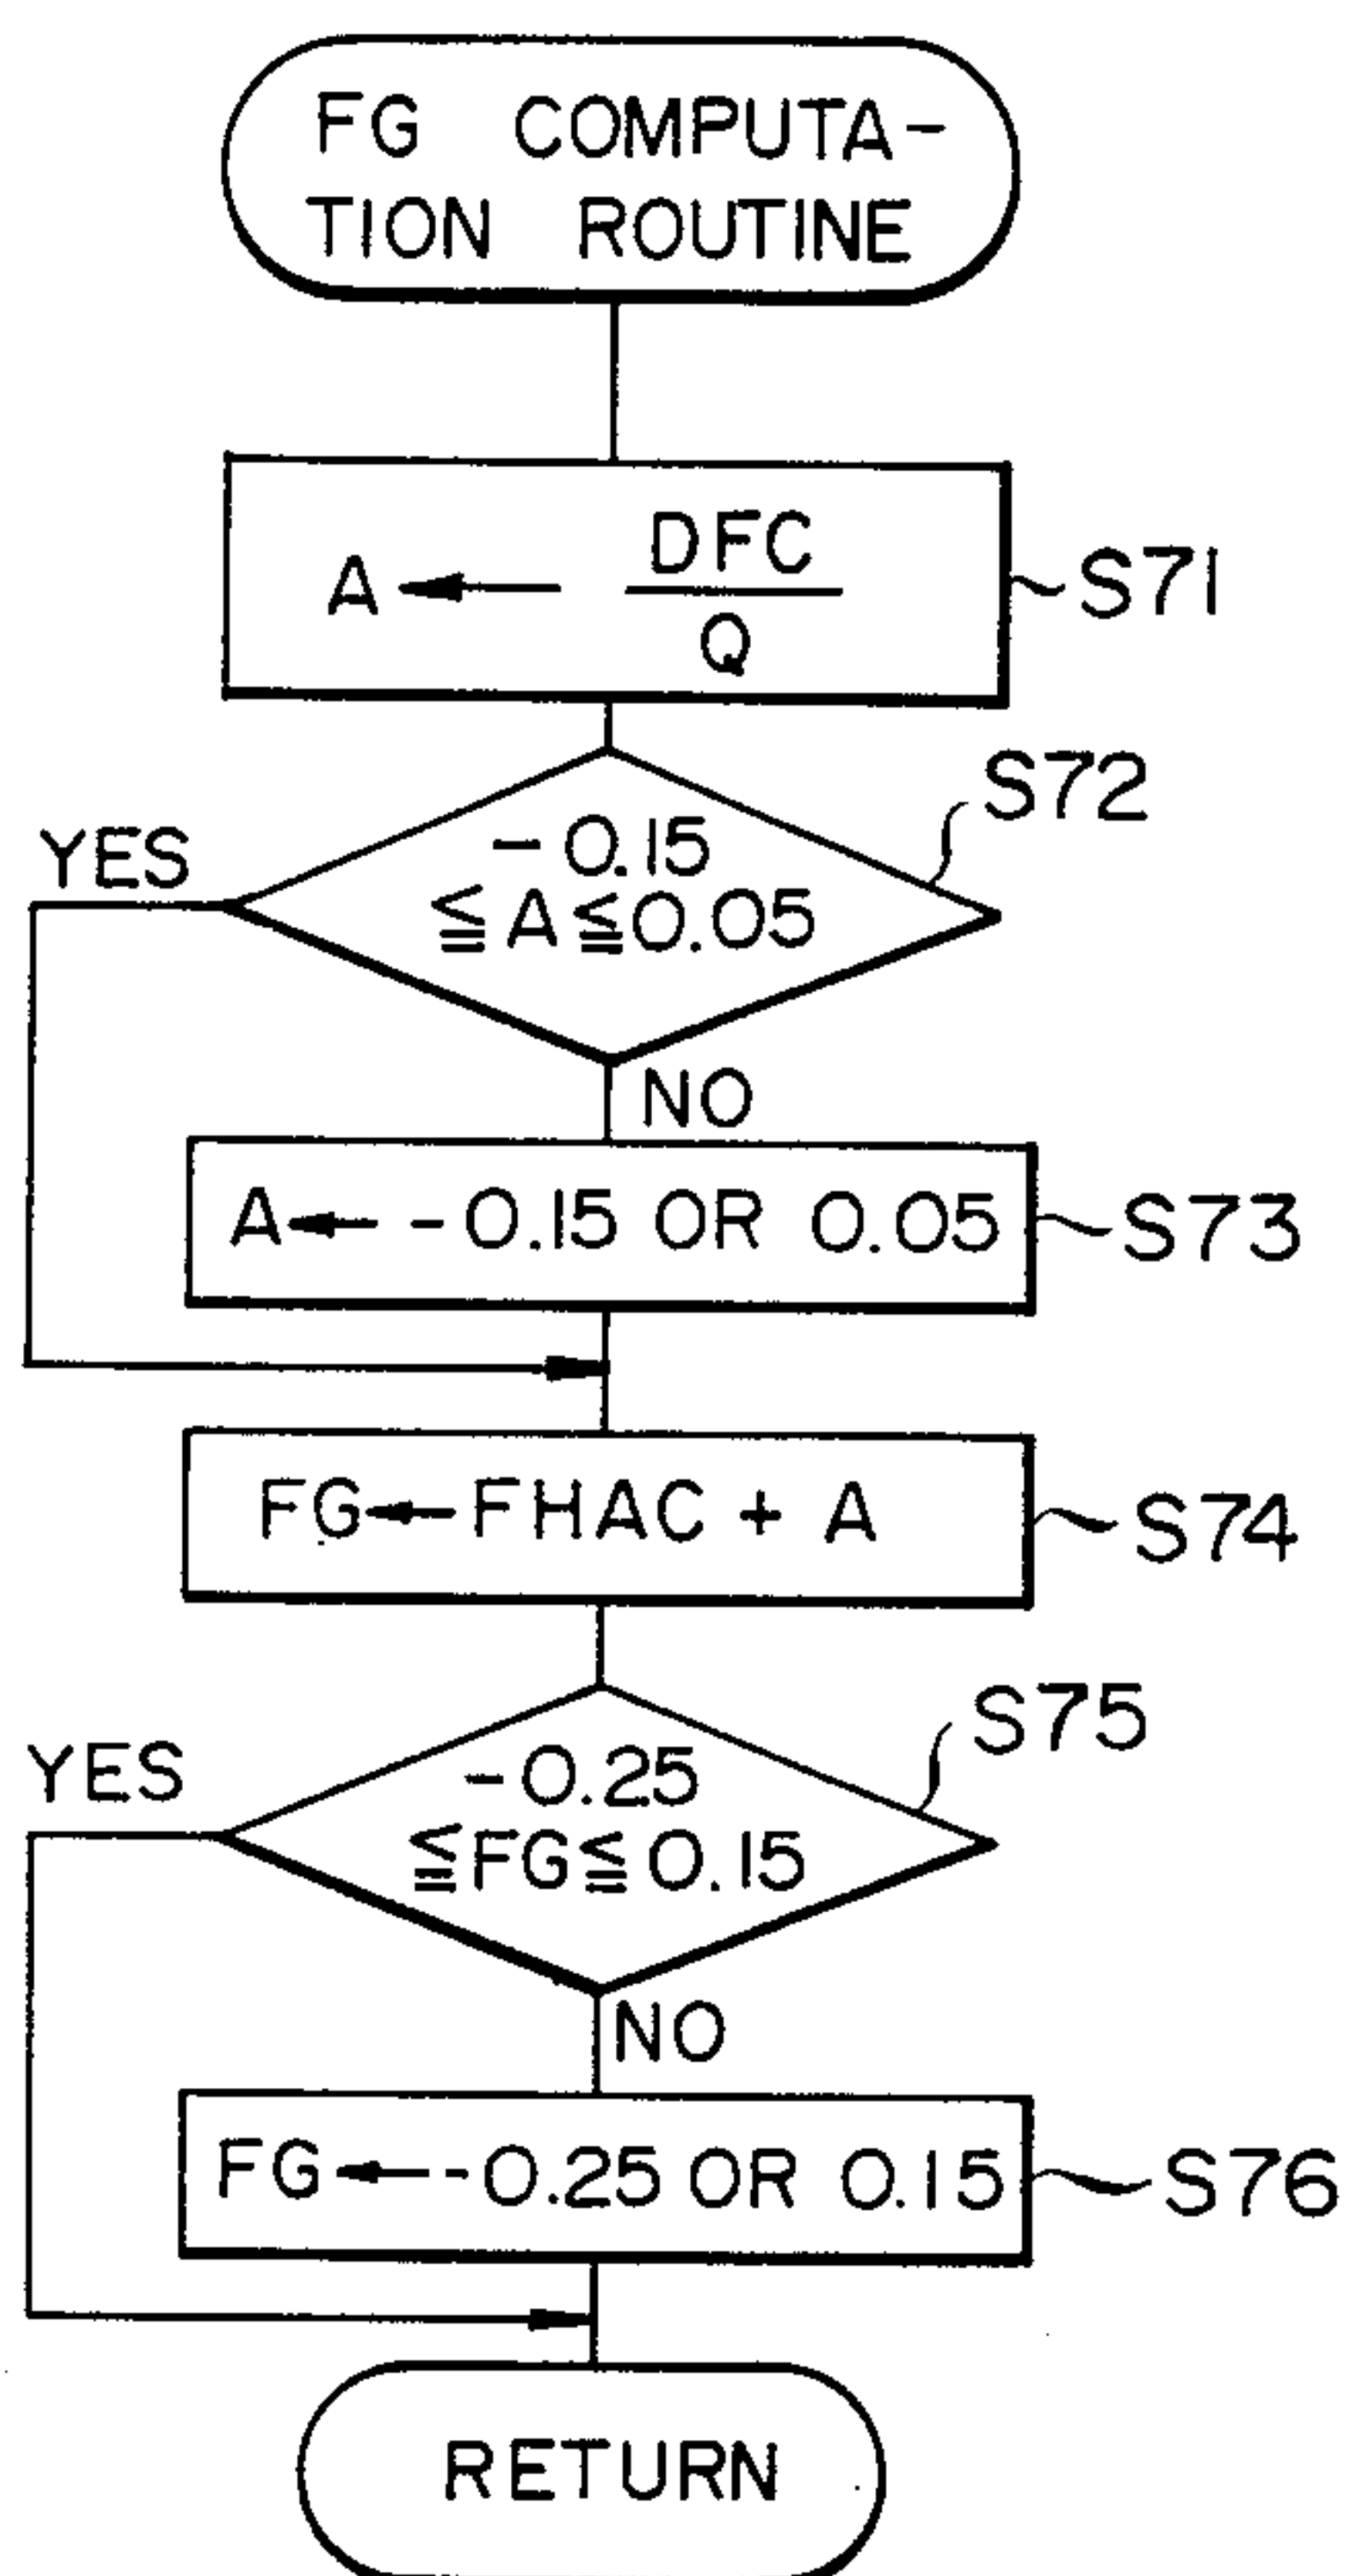 FG COMPUTA-
TION ROUTINE
A ← DFC
Q
S71
S72
YES
-0.15
≦A≦0.05
NO
A← -0.15 OR 0.05
S73
FG←FHAC + A
S74
S75
YES
-0.25
≦FG≦0.15
NO
FG←-0.25 OR 0.15
S76
RETURN